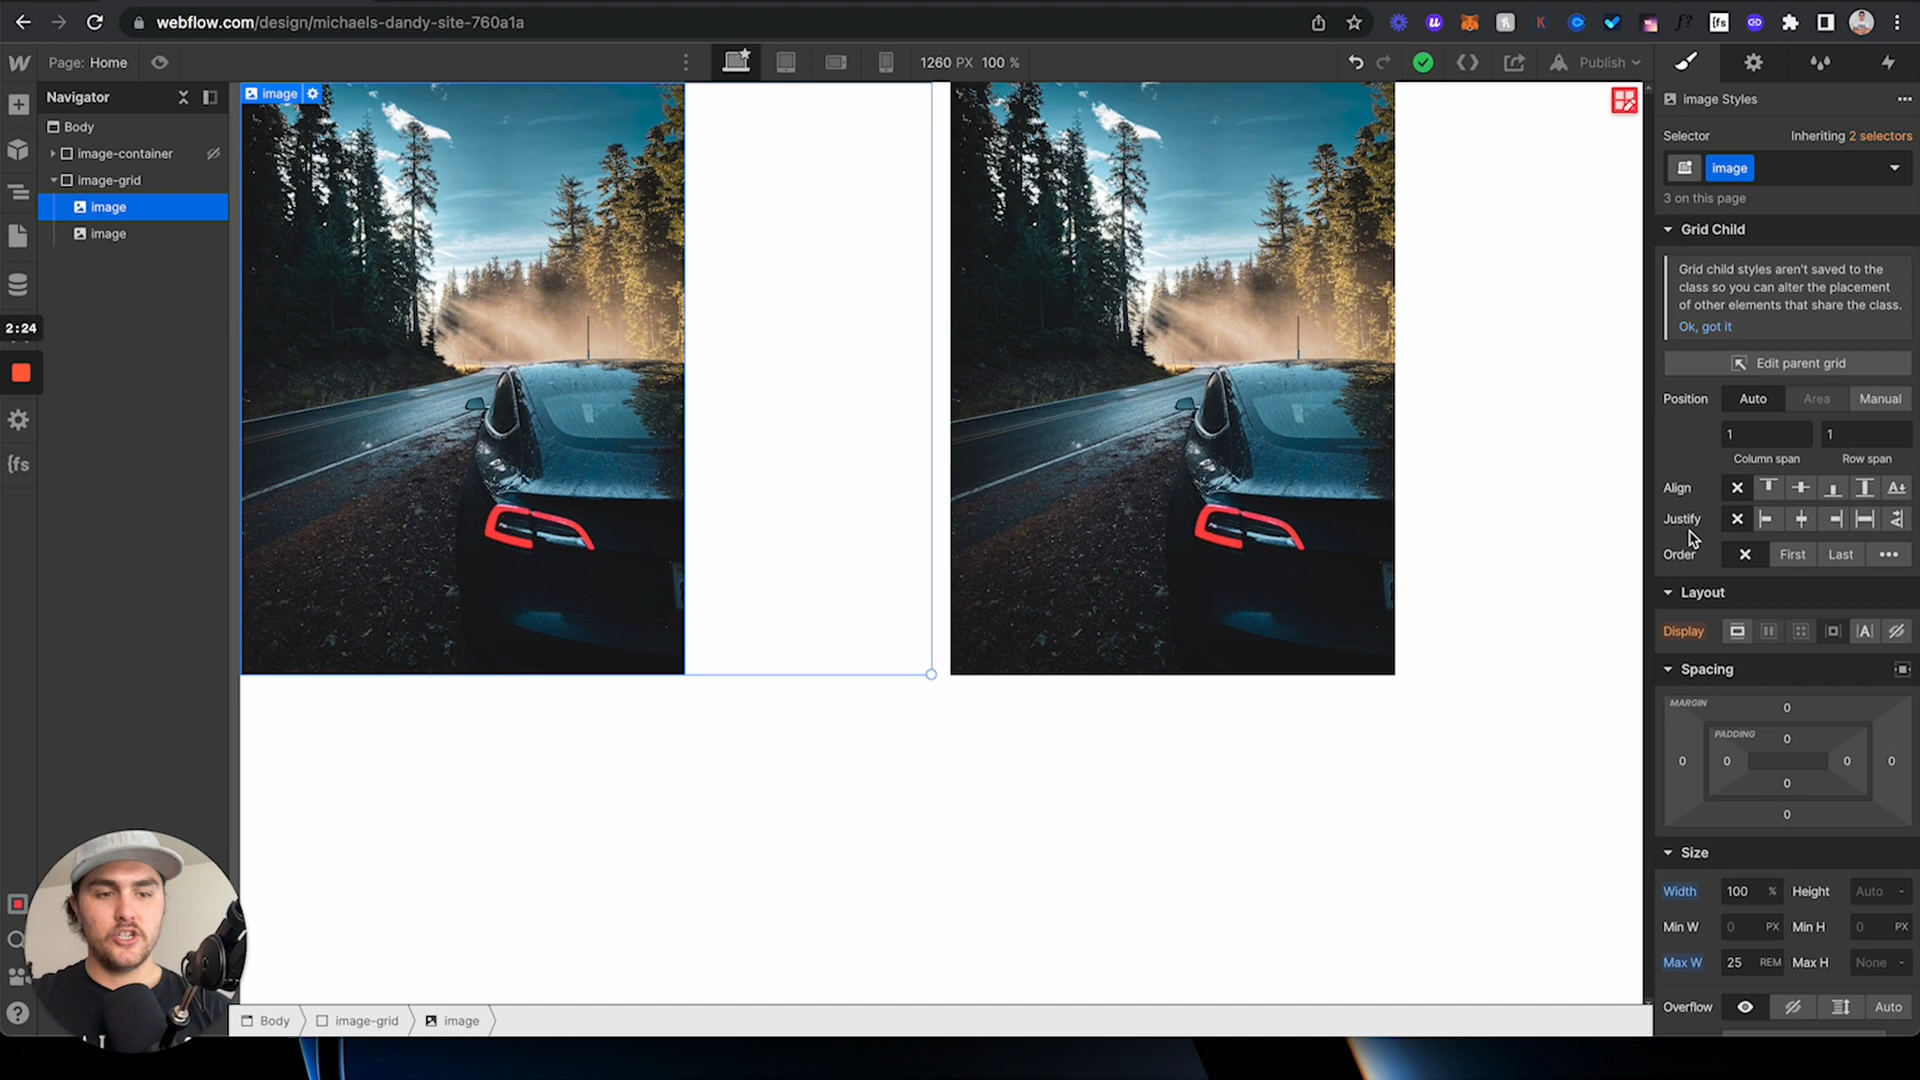 webflow.com/design/michaels-dandy-site-760a1a
Page: Home
1260 PX 100 %
Publish
Navigator
Body
image-container
image-grid
image
image
image
2:24
{fs
image Styles
Selector
Inheriting 2 selectors
image
3 on this page
Grid Child
Grid child styles aren't saved to the
class so you can alter the placement
of other elements that share the class.
Ok, got it
Edit parent grid
Position
Auto
Area
Manual
1
1
Column span
Row span
Align
Justify
Order
First
Last
Layout
Display
Spacing
MARGIN
0
PADDING
0
0
0
0
0
0
0
Size
Width
100 %
Height
Auto -
Min W
0 PX
Min H
0 PX
Max W
25 REM
Max H
None -
Overflow
Auto
Body
image-grid
image